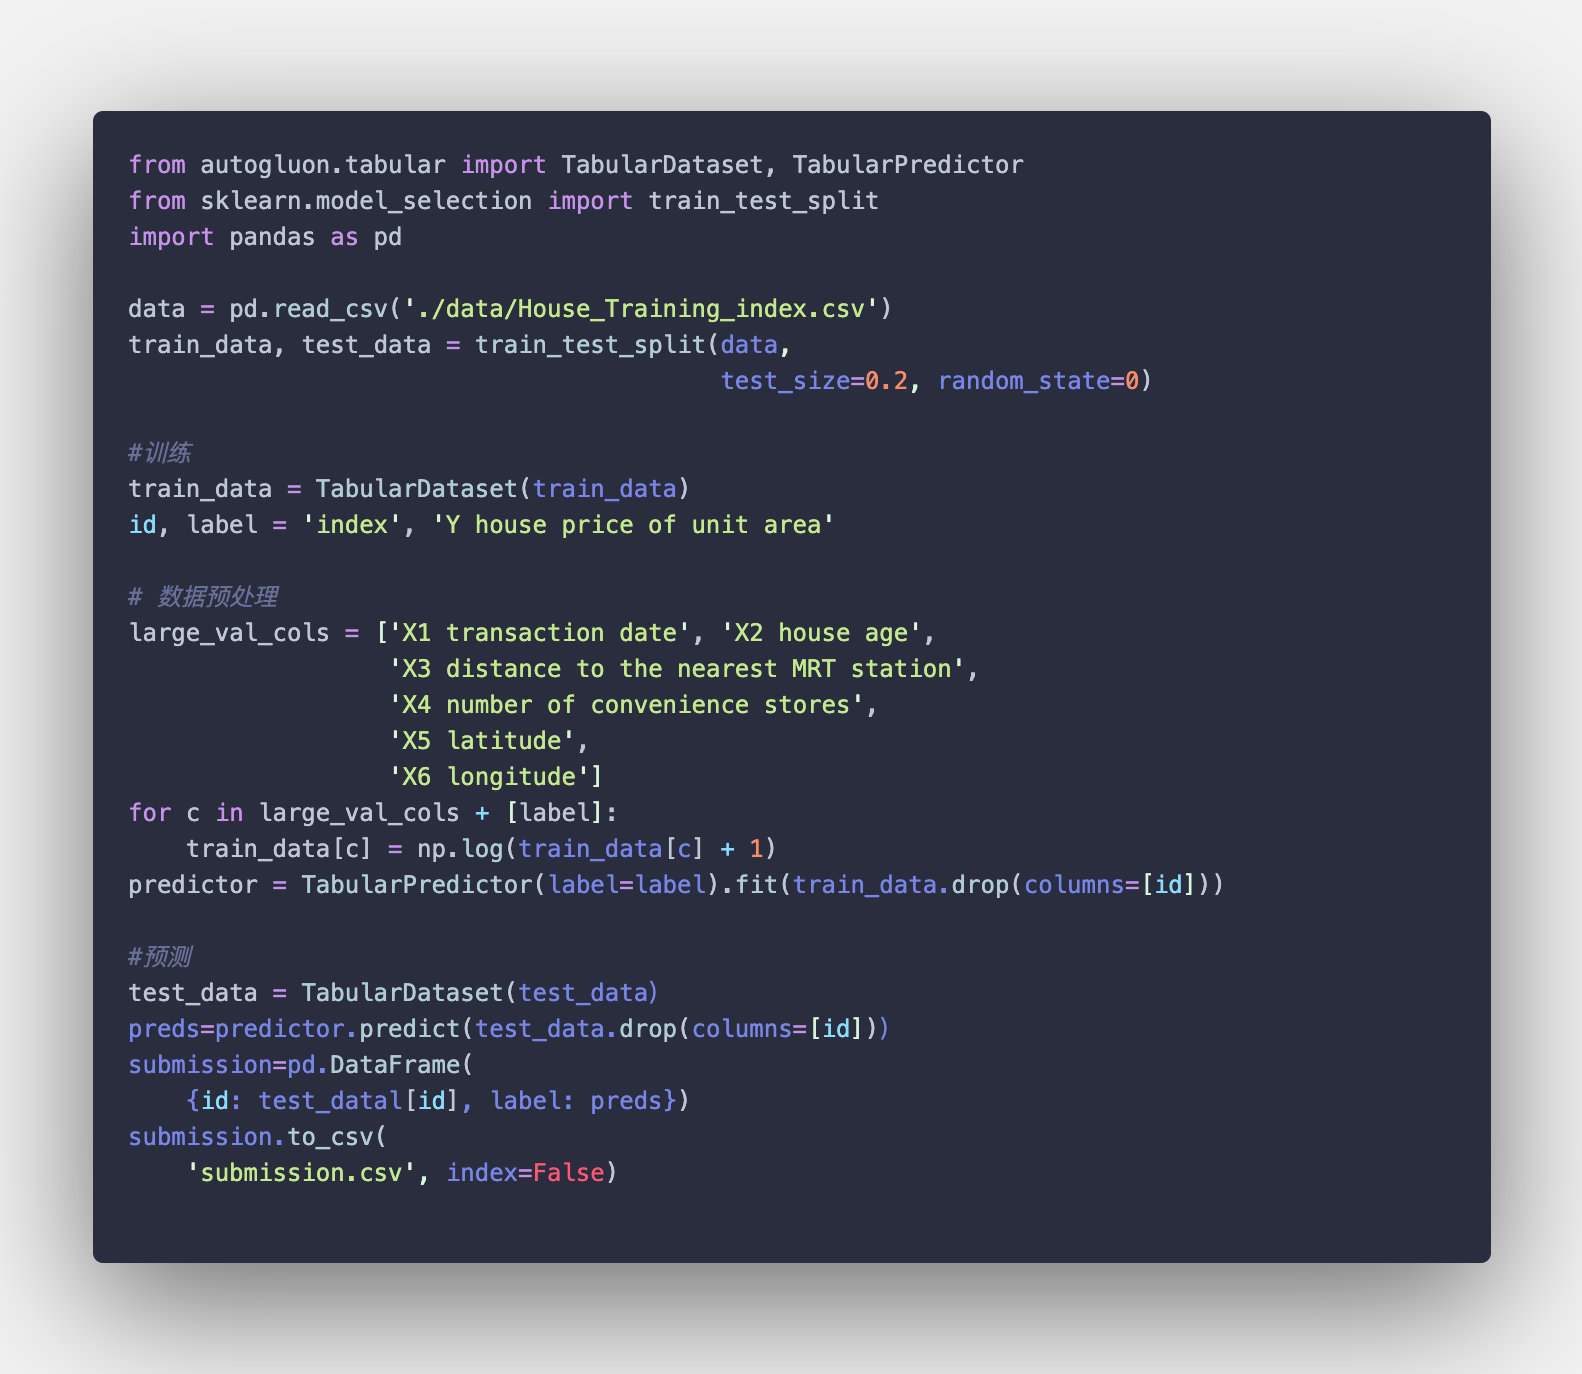 from autogluon.tabular import TabularDataset, TabularPredictor
from sklearn.model_selection import train_test_split
import pandas as pd
data = pd.read_csv('./data/House_Training_index.csv')
train_data, test_data = train_test_split(data,
test_size=0.2, random_state=0)
#训练
train_data = TabularDataset(train_data)
id, label = 'index', 'Y house price of unit area'
# 数据预处理
large_val_cols = ['X1 transaction date', 'X2 house age',
'X3 distance to the nearest MRT station',
'X4 number of convenience stores',
'X5 latitude',
'X6 longitude']
for c in large_val_cols + [label]:
train_data[c] = np.log(train_data[c] + 1)
predictor = TabularPredictor(label=label).fit(train_data.drop(columns=[id]))
#预测
test_data = TabularDataset(test_data)
preds=predictor.predict(test_data.drop(columns=[id]))
submission=pd.DataFrame(
{id: test_datal[id], label: preds})
submission.to_csv(
'submission.csv', index=False)